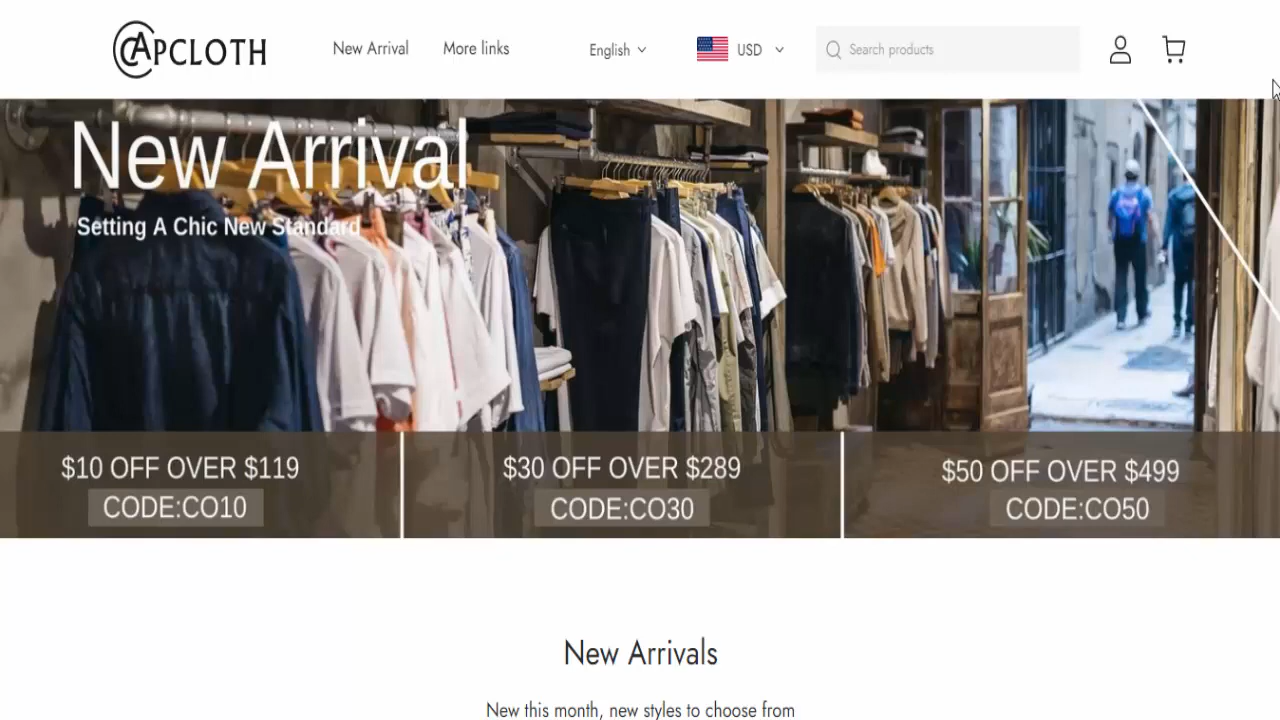 CAPCLOTH
New Arrival
More links
English
USD
Search products
New Arrival
Setting A Chic New Standard
$10 OFF OVER $119
CODE:CO10
$30 OFF OVER $289
CODE:CO30
$50 OFF OVER $499
CODE:CO50
New Arrivals
New this month, new styles to choose from